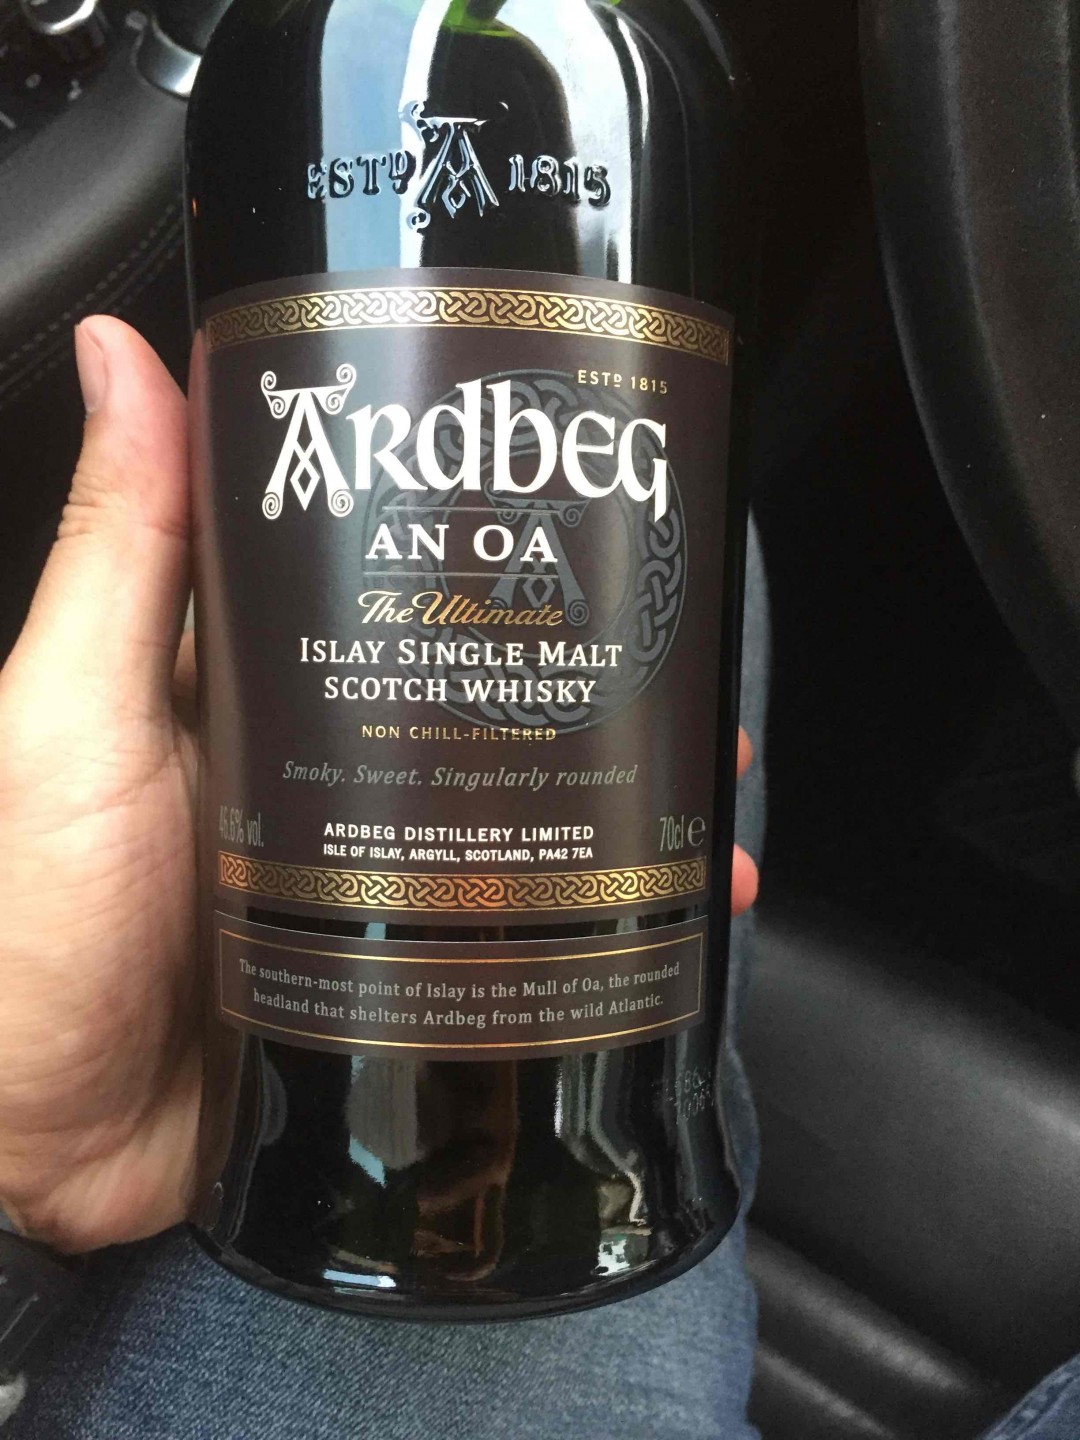 ESTD A 1815
ESTD 1815
ARDBEG
AN OA
The Ultimate
ISLAY SINGLE MALT
SCOTCH WHISKY
NON CHILL-FILTERED
Smoky. Sweet. Singularly rounded
46.6% vol.
ARDBEG DISTILLERY LIMITED
70cl ℮
ISLE OF ISLAY, ARGYLL, SCOTLAND, PA42 7EA
The southern-most point of Islay is the Mull of Oa, the rounded
headland that shelters Ardbeg from the wild Atlantic.